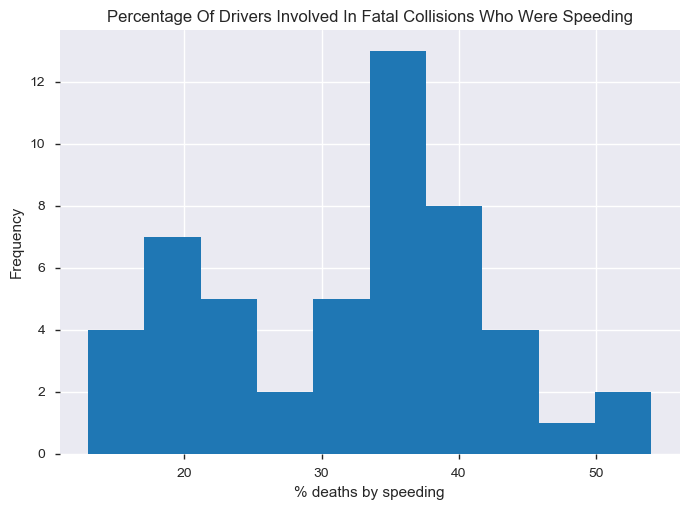 Percentage Of Drivers Involved In Fatal Collisions Who Were Speeding
Frequency
12
10
8
6
4
2
0
20 30 40 50
% deaths by speeding